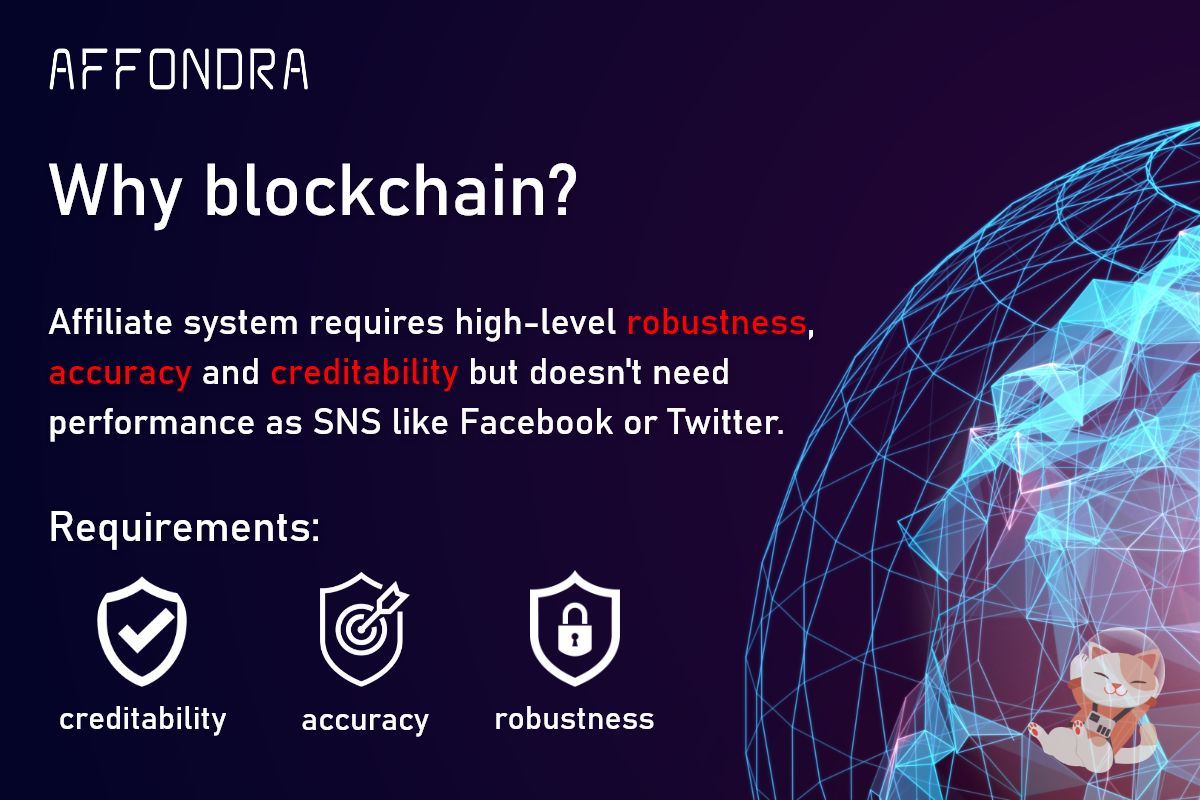 AFFONDRA
Why blockchain?
Affiliate system requires high-level robustness,
accuracy and creditability but doesn't need
performance as SNS like Facebook or Twitter.
Requirements:
creditability accuracy robustness